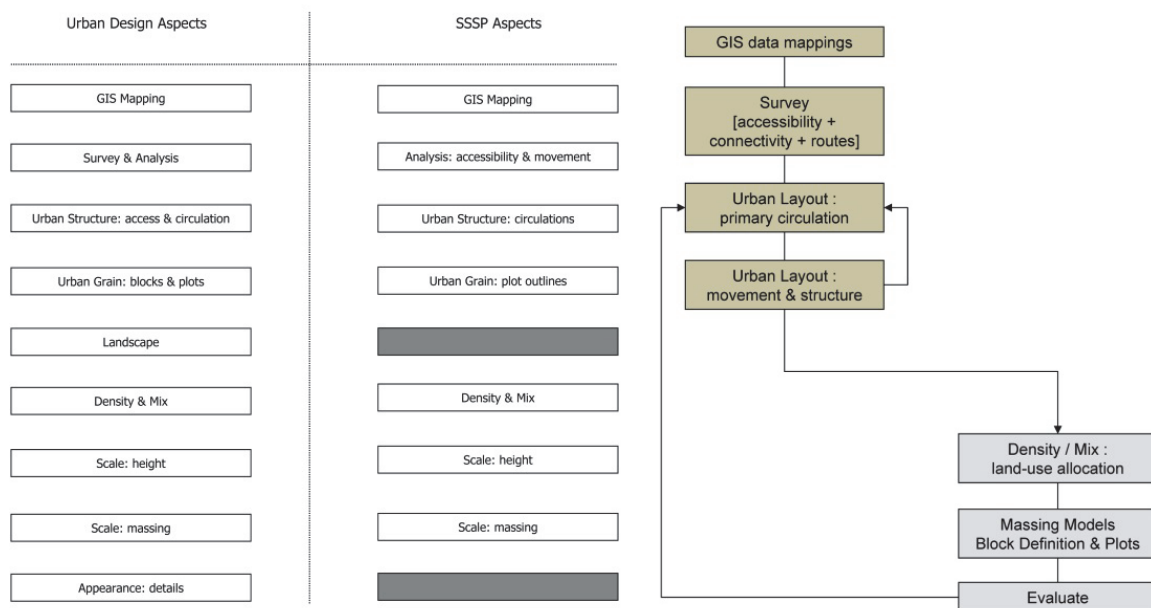 Urban Design Aspects
SSSP Aspects
GIS Mapping
GIS Mapping
Survey & Analysis
Analysis: accessibility & movement
Urban Structure: access & circulation
Urban Structure: circulations
Urban Grain: blocks & plots
Urban Grain: plot outlines
Landscape
Density & Mix
Density & Mix
Scale: height
Scale: height
Scale: massing
Scale: massing
Appearance: details
GIS data mappings
Survey
[accessibility +
connectivity + routes]
Urban Layout :
primary circulation
Urban Layout :
movement & structure
Density / Mix :
land-use allocation
Massing Models
Block Definition & Plots
Evaluate